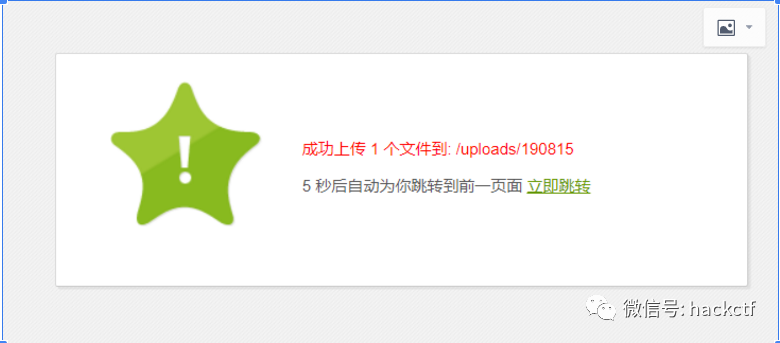 成功上传 1 个文件到: /uploads/190815
5 秒后自动为你跳转到前一页面 立即跳转
微信号: hackctf